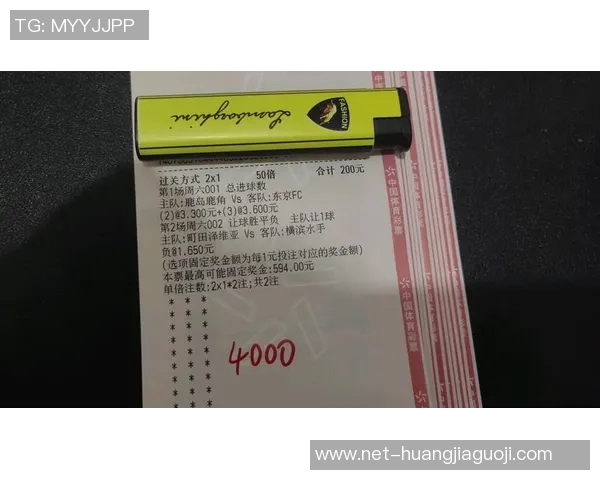 TG: MYYJJPP
FASHION
Lamborghini
过关方式 2x1 50倍 合计 200元
第1场周六001 总进球数
主队:鹿岛鹿角 Vs 客队:东京FC
(2)@3.300元+(3)@3.600元
第2场周六002 让球胜平负 主队让1球
主队:町田泽维亚 Vs 客队:横滨水手
负@1.650元
(选项固定奖金额为每1元投注对应的奖金额)
本票最高可能固定奖金:594.00元
单倍注数:2x1*2注;共2注
* * *
* * *
* * *
* * *
* * *
* * *
* * *
4000
中国体育彩票
中国体育彩票
www.net-huangjiaguoji.com